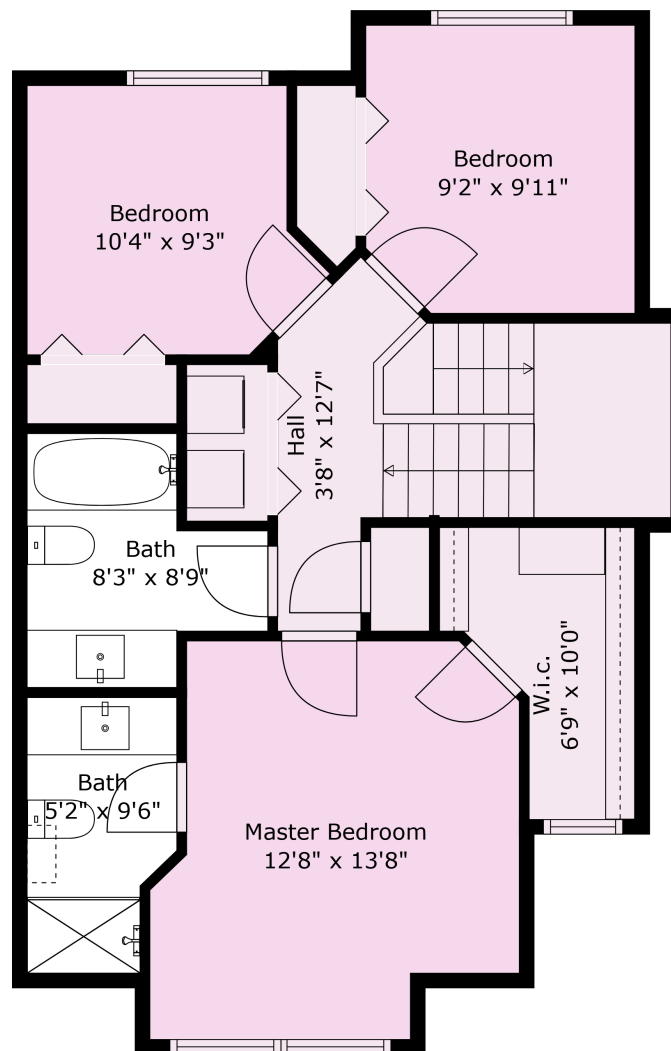 Bedroom
9'2" x 9'11"
Bedroom
10'4" x 9'3"
Hall
3'8" x 12'7"
Bath
8'3" x 8'9"
W.i.c.
6'9" x 10'0"
Bath
5'2" x 9'6"
Master Bedroom
12'8" x 13'8"